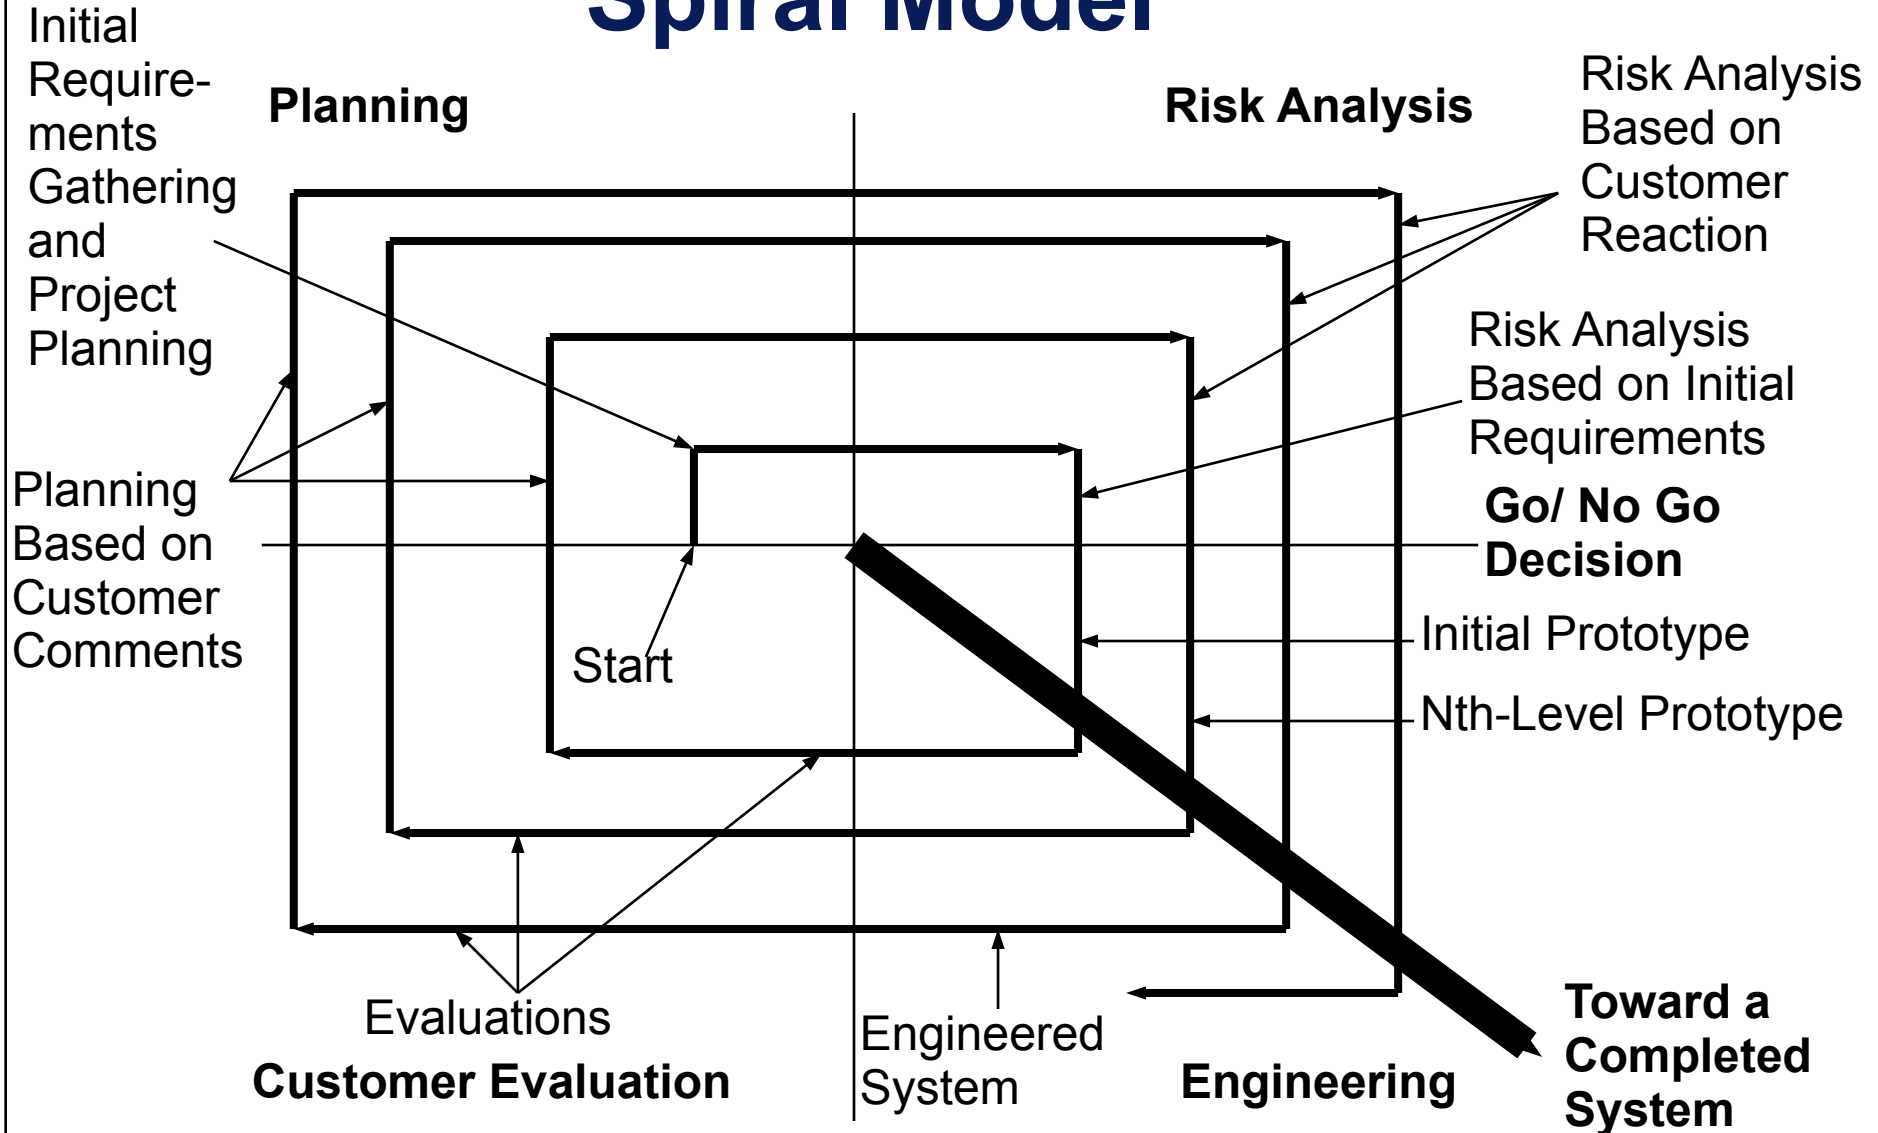 Spiral Model
Initial
Require-
ments
Gathering
and
Project
Planning
Planning
Risk Analysis
Risk Analysis
Based on
Customer
Reaction
Risk Analysis
Based on Initial
Requirements
Planning
Based on
Customer
Comments
Go/ No Go
Decision
Start
Initial Prototype
Nth-Level Prototype
Evaluations
Customer Evaluation
Engineered
System
Engineering
Toward a
Completed
System